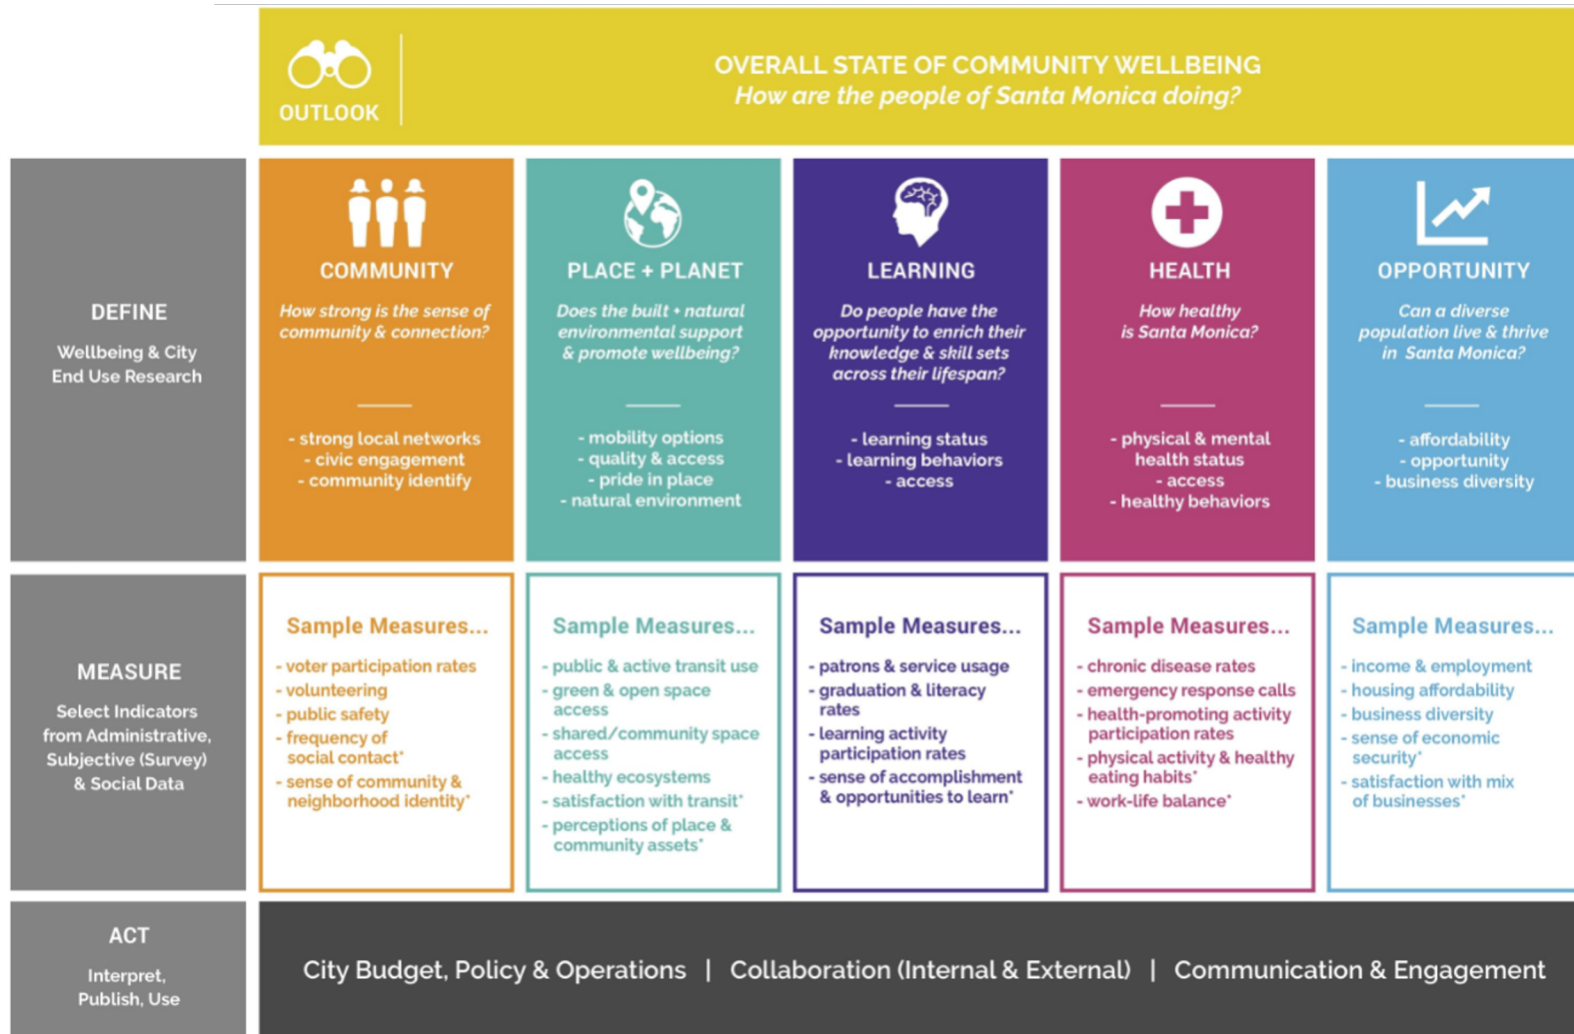 OUTLOOK
OVERALL STATE OF COMMUNITY WELLBEING
How are the people of Santa Monica doing?
DEFINE
Wellbeing & City
End Use Research
COMMUNITY
How strong is the sense of
community & connection?
- strong local networks
- civic engagement
- community identify
PLACE + PLANET
Does the built + natural
environmental support
& promote wellbeing?
- mobility options
- quality & access
- pride in place
- natural environment
LEARNING
Do people have the
opportunity to enrich their
knowledge & skill sets
across their lifespan?
- learning status
- learning behaviors
- access
HEALTH
How healthy
is Santa Monica?
- physical & mental
health status
- access
- healthy behaviors
OPPORTUNITY
Can a diverse
population live & thrive
in Santa Monica?
- affordability
- opportunity
- business diversity
MEASURE
Select Indicators
from Administrative,
Subjective (Survey)
& Social Data
Sample Measures...
- voter participation rates
- volunteering
- public safety
- frequency of
social contact*
- sense of community &
neighborhood identity*
Sample Measures...
- public & active transit use
- green & open space
access
- shared/community space
access
- healthy ecosystems
- satisfaction with transit*
- perceptions of place &
community assets*
Sample Measures...
- patrons & service usage
- graduation & literacy
rates
- learning activity
participation rates
- sense of accomplishment
& opportunities to learn*
Sample Measures...
- chronic disease rates
- emergency response calls
- health-promoting activity
participation rates
- physical activity & healthy
eating habits*
- work-life balance*
Sample Measures...
- income & employment
- housing affordability
- business diversity
- sense of economic
security*
- satisfaction with mix
of businesses*
ACT
Interpret,
Publish, Use
City Budget, Policy & Operations | Collaboration (Internal & External) | Communication & Engagement